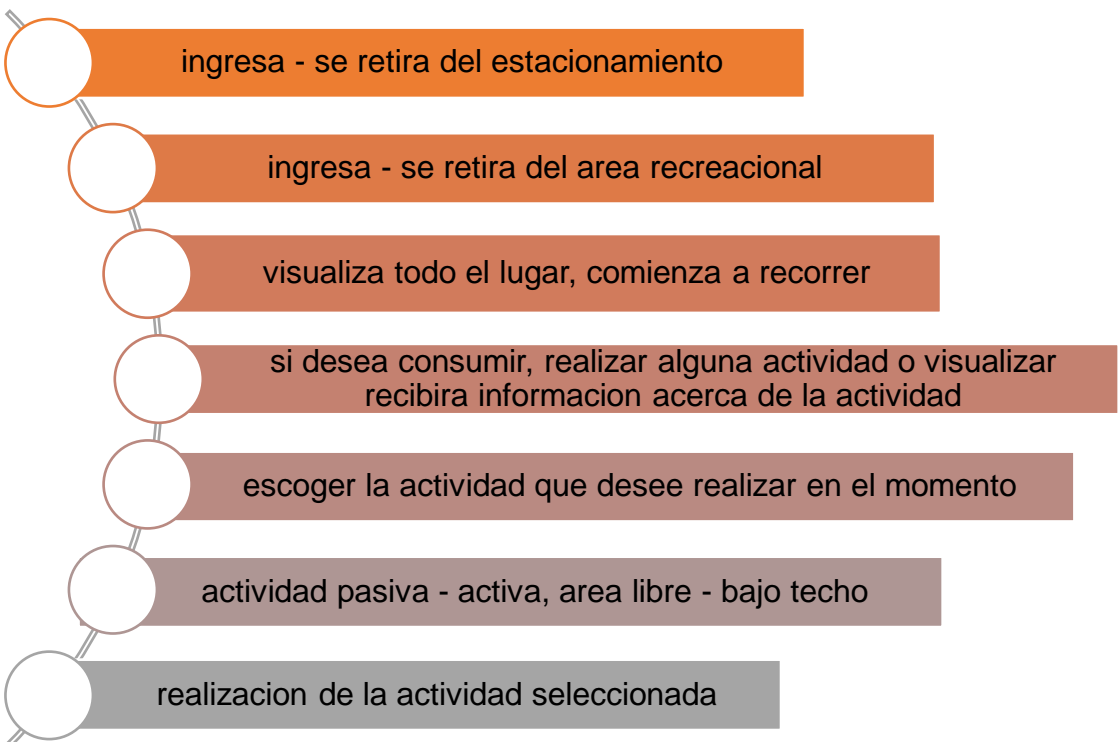 ingresa - se retira del estacionamiento
ingresa - se retira del area recreacional
visualiza todo el lugar, comienza a recorrer
si desea consumir, realizar alguna actividad o visualizar
recibira informacion acerca de la actividad
escoger la actividad que desee realizar en el momento
actividad pasiva - activa, area libre - bajo techo
realizacion de la actividad seleccionada